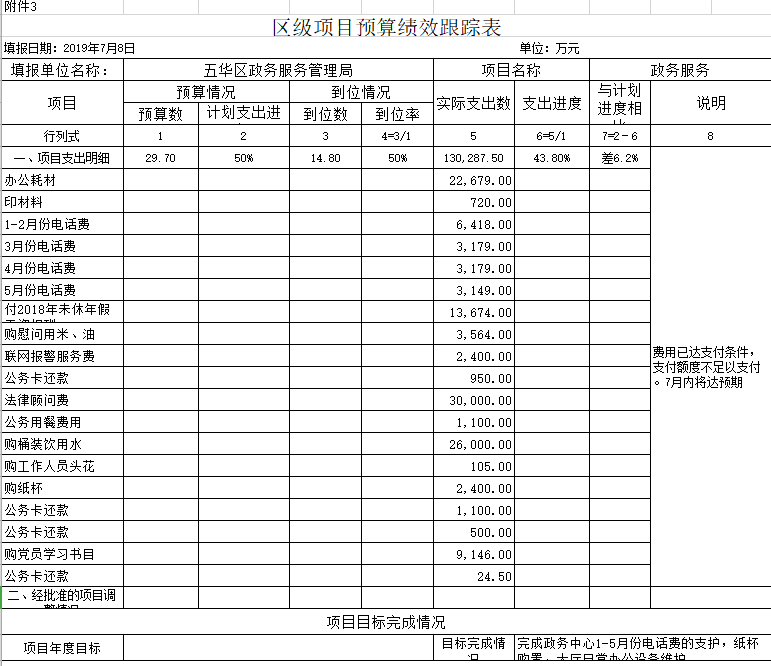 附件3
区级项目预算绩效跟踪表
填报日期：2019年7月8日 单位：万元
填报单位名称： 五华区政务服务管理局 项目名称 政务服务
项目 预算情况 到位情况 实际支出数 支出进度 与计划进度相 说明
预算数 计划支出进 到位数 到位率
行列式 1 2 3 4=3/1 5 6=5/1 7=2－6 8
一、项目支出明细 29.70 50% 14.80 50% 130,287.50 43.80% 差6.2%
办公耗材 22,679.00
印材料 720.00
1-2月份电话费 6,418.00
3月份电话费 3,179.00
4月份电话费 3,179.00
5月份电话费 3,149.00
付2018年未休年假 13,674.00
购慰问用米、油 3,564.00
联网报警服务费 2,400.00
费用已达支付条件，
支付额度不足以支付
。7月内将达预期
公务卡还款 950.00
法律顾问费 30,000.00
公务用餐费用 1,100.00
购桶装饮用水 26,000.00
购工作人员头花 105.00
购纸杯 2,400.00
公务卡还款 1,100.00
公务卡还款 500.00
购党员学习书目 9,146.00
公务卡还款 24.50
二、经批准的项目调
项目目标完成情况
项目年度目标 目标完成情 完成政务中心1-5月份电话费的支护，纸杯